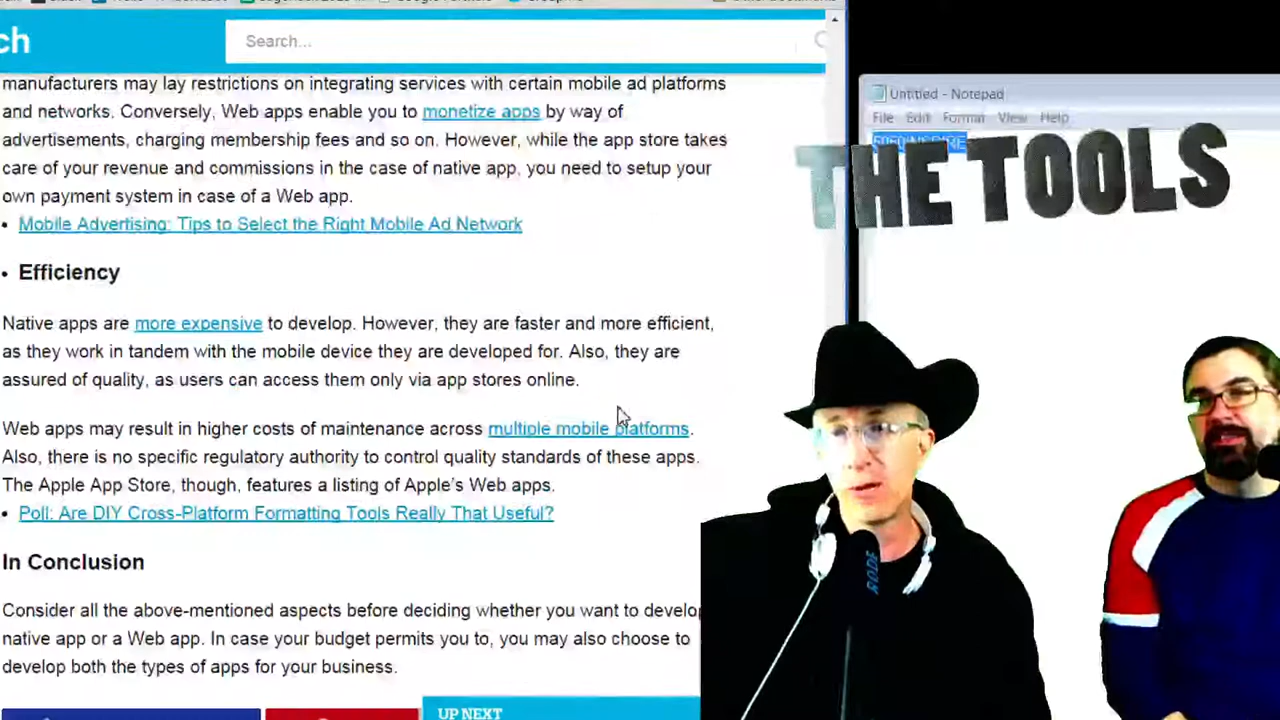 ch
Search...
manufacturers may lay restrictions on integrating services with certain mobile ad platforms
and networks. Conversely, Web apps enable you to monetize apps by way of
advertisements, charging membership fees and so on. However, while the app store takes
care of your revenue and commissions in the case of native app, you need to setup your
own payment system in case of a Web app.
• Mobile Advertising: Tips to Select the Right Mobile Ad Network
• Efficiency
Native apps are more expensive to develop. However, they are faster and more efficient,
as they work in tandem with the mobile device they are developed for. Also, they are
assured of quality, as users can access them only via app stores online.
Web apps may result in higher costs of maintenance across multiple mobile platforms.
Also, there is no specific regulatory authority to control quality standards of these apps.
The Apple App Store, though, features a listing of Apple's Web apps.
• Poll: Are DIY Cross-Platform Formatting Tools Really That Useful?
In Conclusion
Consider all the above-mentioned aspects before deciding whether you want to develop
native app or a Web app. In case your budget permits you to, you may also choose to
develop both the types of apps for your business.
UP NEXT
Untitled - Notepad
File Edit Format View Help
THE TOOLS
RODE